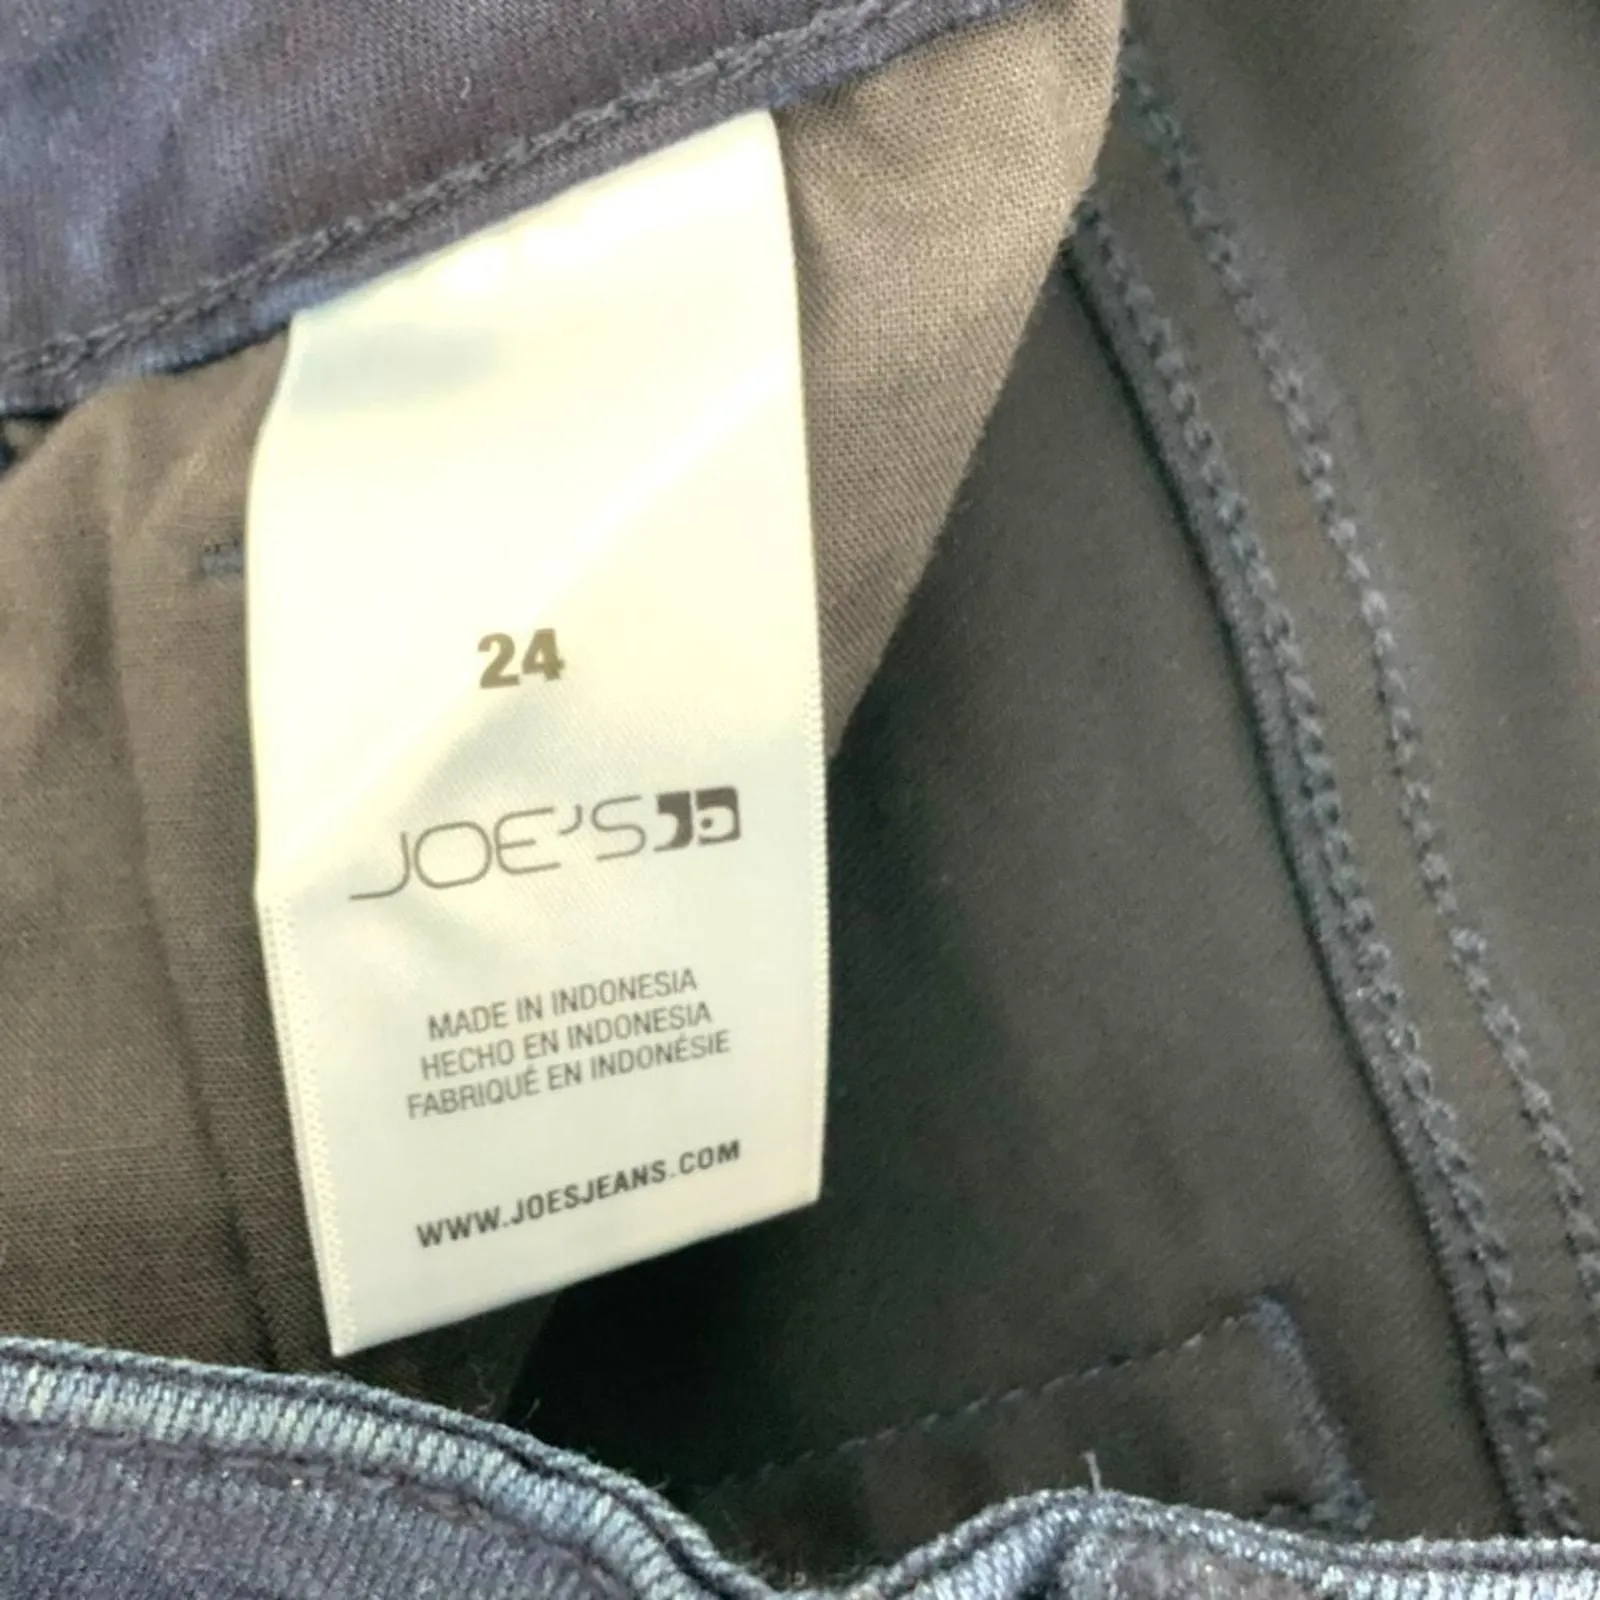 24
JOE'S
MADE IN INDONESIA
HECHO EN INDONESIA
FABRIQUÉ EN INDONÉSIE
WWW.JOESJEANS.COM